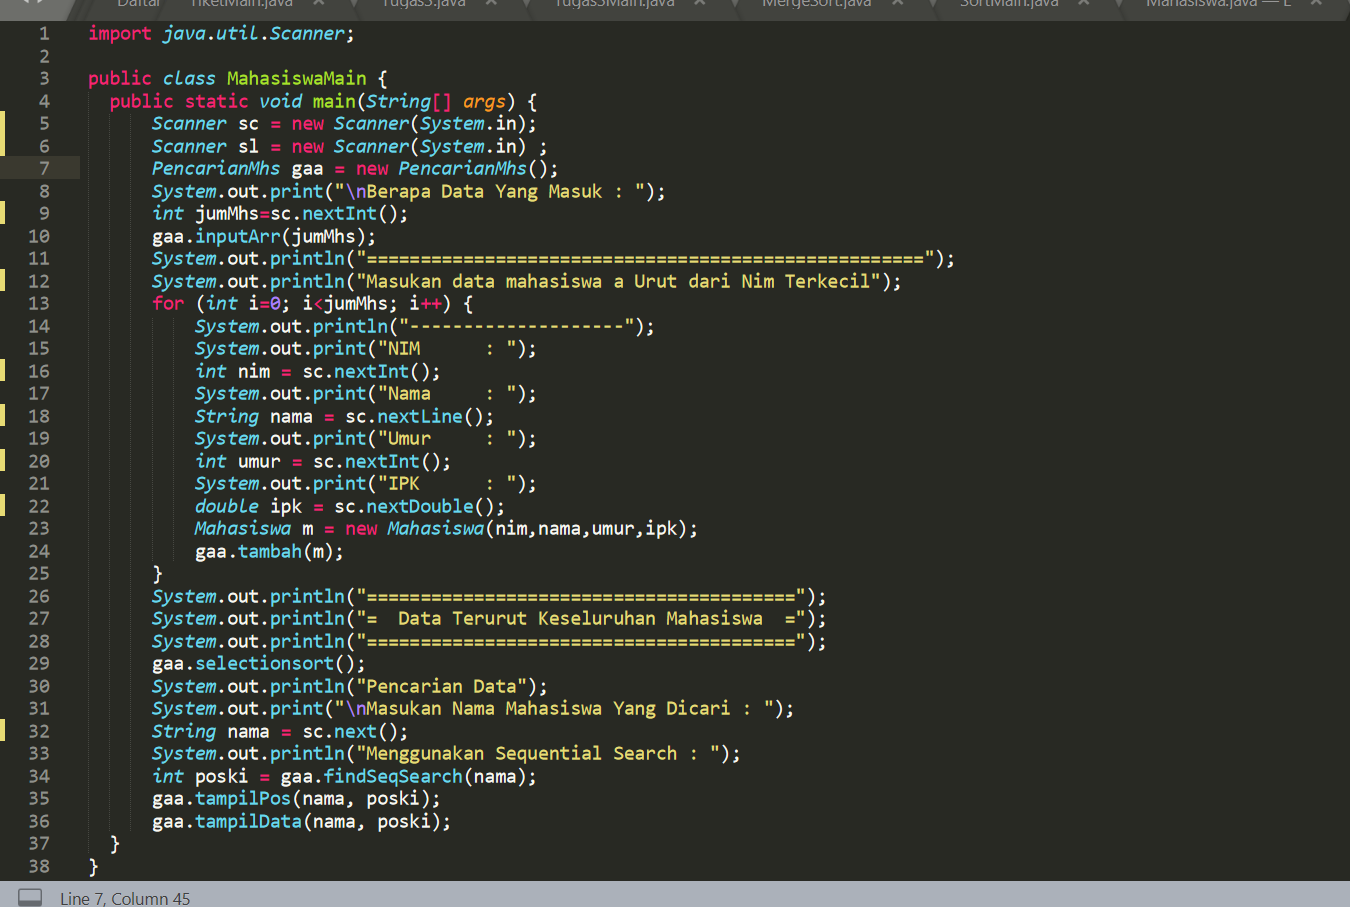 Daftar TiketMain.java × Tugas3.java × Tugas3Main.java × MergeSort.java × SortMain.java × Mahasiswa.java — ×
1 import java.util.Scanner;
2
3 public class MahasiswaMain {
4 public static void main(String[] args) {
5 Scanner sc = new Scanner(System.in);
6 Scanner sl = new Scanner(System.in) ;
7 PencarianMhs gaa = new PencarianMhs();
8 System.out.print("\nBerapa Data Yang Masuk : ");
9 int jumMhs=sc.nextInt();
10 gaa.inputArr(jumMhs);
11 System.out.println("====================================================");
12 System.out.println("Masukan data mahasiswa a Urut dari Nim Terkecil");
13 for (int i=0; i<jumMhs; i++) {
14 System.out.println("--------------------");
15 System.out.print("NIM      : ");
16 int nim = sc.nextInt();
17 System.out.print("Nama     : ");
18 String nama = sc.nextLine();
19 System.out.print("Umur     : ");
20 int umur = sc.nextInt();
21 System.out.print("IPK      : ");
22 double ipk = sc.nextDouble();
23 Mahasiswa m = new Mahasiswa(nim,nama,umur,ipk);
24 gaa.tambah(m);
25 }
26 System.out.println("========================================");
27 System.out.println("=  Data Terurut Keseluruhan Mahasiswa  =");
28 System.out.println("========================================");
29 gaa.selectionsort();
30 System.out.println("Pencarian Data");
31 System.out.print("\nMasukan Nama Mahasiswa Yang Dicari : ");
32 String nama = sc.next();
33 System.out.println("Menggunakan Sequential Search : ");
34 int poski = gaa.findSeqSearch(nama);
35 gaa.tampilPos(nama, poski);
36 gaa.tampilData(nama, poski);
37 }
38 }
Line 7, Column 45